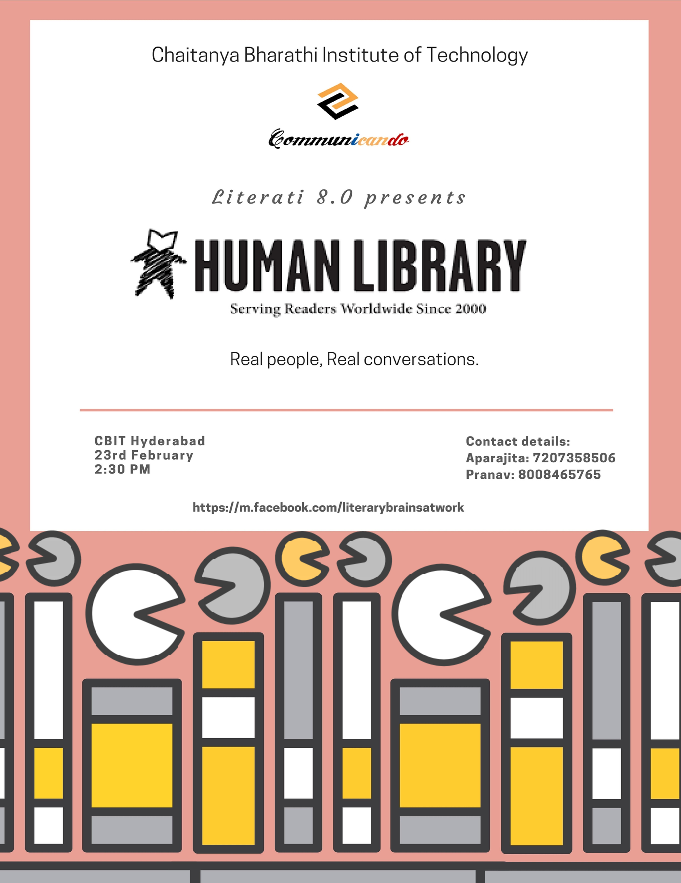 Chaitanya Bharathi Institute of Technology
Communicando
Literati 8.0 presents
HUMAN LIBRARY
Serving Readers Worldwide Since 2000
Real people, Real conversations.
CBIT Hyderabad
23rd February
2:30 PM
Contact details:
Aparajita: 7207358506
Pranav: 8008465765
https://m.facebook.com/literarybrainsatwork